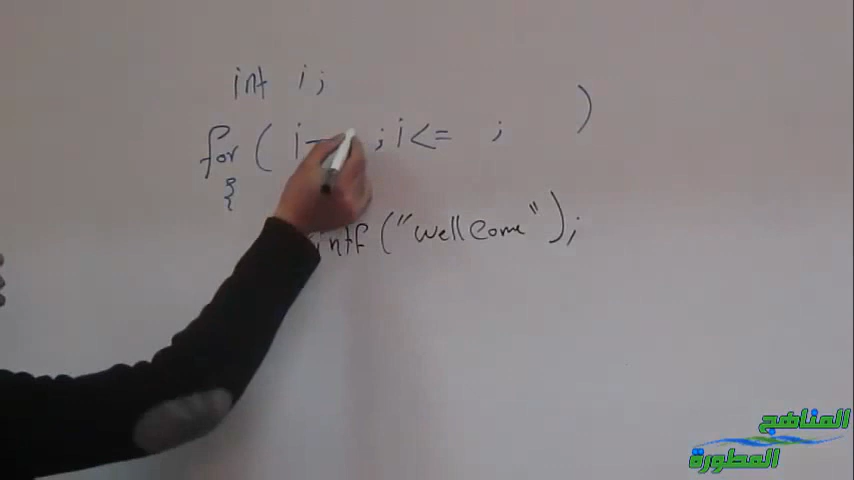 int i;
for ( i= ; i<= ; )
{
intf ("wellcome");
المناهج
المطورة